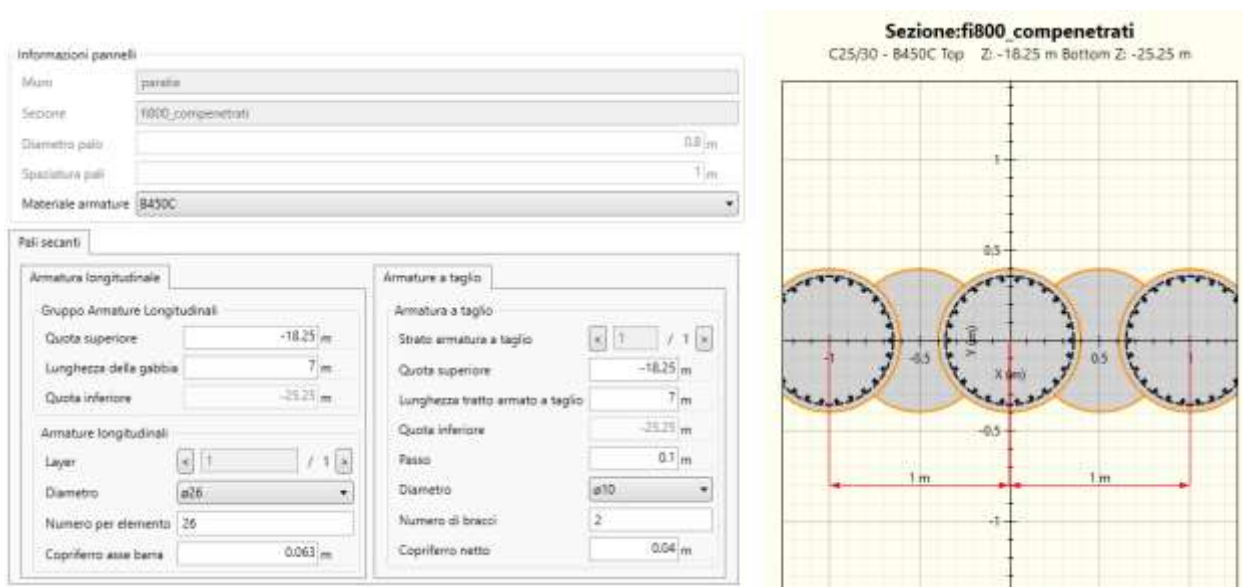 Informazioni pannelli
Muro paratia
Sezione fi800_compenetrati
Diametro palo 0.8 m
Spaziatura pali 1 m
Materiale armature B450C
Pali secanti
Armatura longitudinale
Gruppo Armature Longitudinali
Quota superiore -18.25 m
Lunghezza della gabbia 7 m
Quota inferiore -25.25 m
Armature longitudinali
Layer < 1 / 1 >
Diametro ø26
Numero per elemento 26
Copriferro asse barra 0.063 m
Armature a taglio
Armatura a taglio
Strato armatura a taglio < 1 / 1 >
Quota superiore -18.25 m
Lunghezza tratto armato a taglio 7 m
Quota inferiore -25.25 m
Passo 0.1 m
Diametro ø10
Numero di bracci 2
Copriferro netto 0.04 m
Sezione:fi800_compenetrati
C25/30 - B450C Top Z: -18.25 m Bottom Z: -25.25 m
1
0.5
Y (m)
-1 -0.5 0.5 1
X (m)
-0.5
1 m 1 m
-1